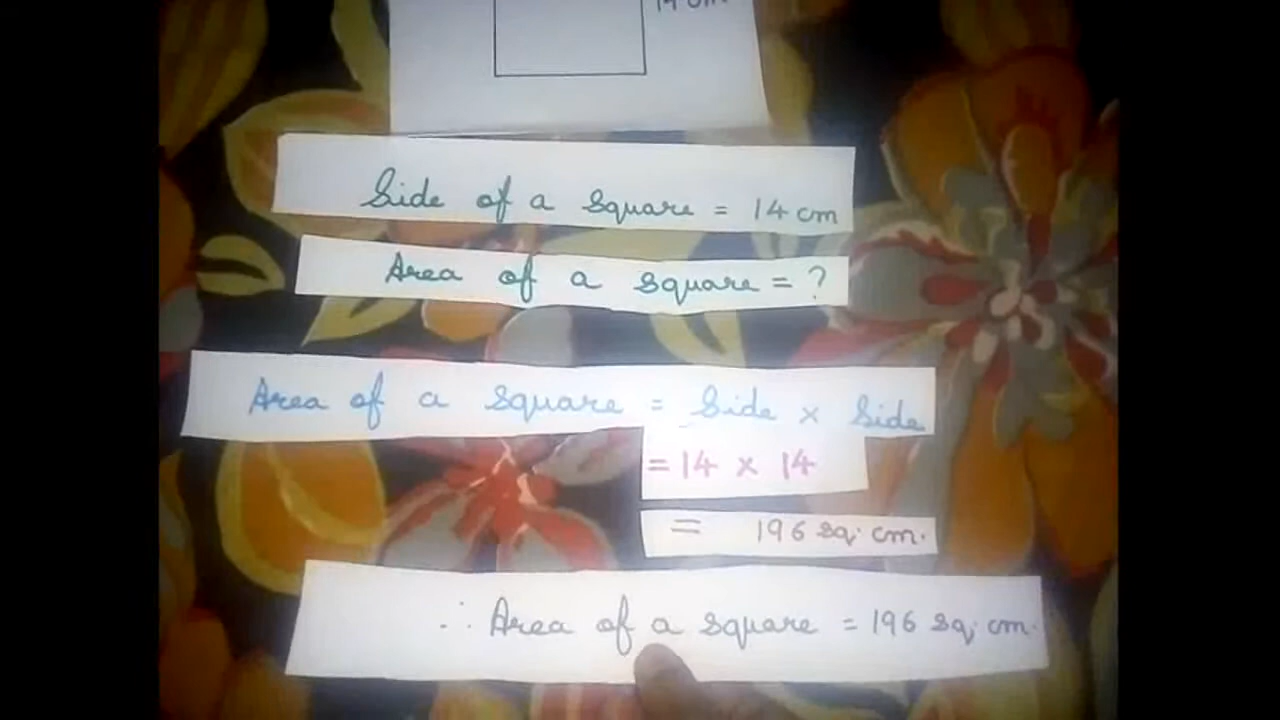 Side of a square = 14 cm
Area of a square = ?
Area of a square = Side × Side
= 14 × 14
= 196 sq. cm.
∴ Area of a square = 196 sq. cm.